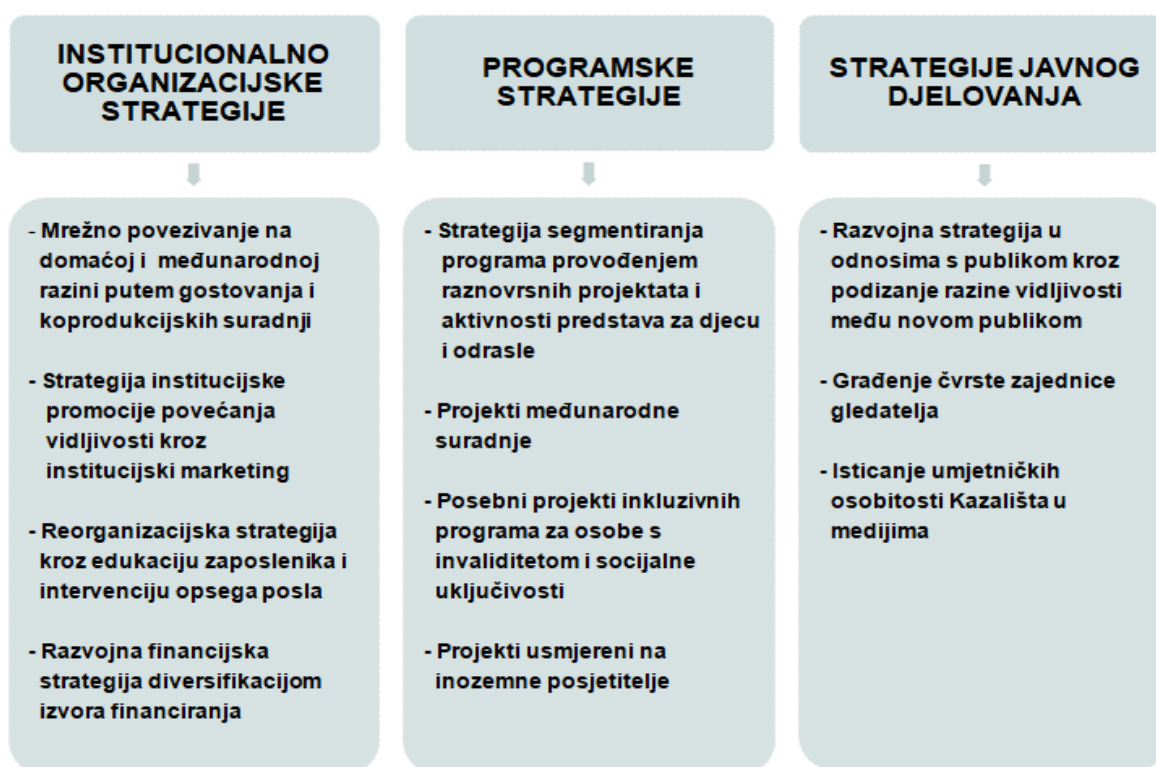 INSTITUCIONALNO
ORGANIZACIJSKE
STRATEGIJE
- Mrežno povezivanje na
domaćoj i međunarodnoj
razini putem gostovanja i
koprodukcijskih suradnji
- Strategija institucijske
promocije povećanja
vidljivosti kroz
institucijski marketing
- Reorganizacijska strategija
kroz edukaciju zaposlenika i
intervenciju opsega posla
- Razvojna financijska
strategija diversifikacijom
izvora financiranja
PROGRAMSKE
STRATEGIJE
- Strategija segmentiranja
programa provođenjem
raznovrsnih projektata i
aktivnosti predstava za djecu
i odrasle
- Projekti međunarodne
suradnje
- Posebni projekti inkluzivnih
programa za osobe s
invaliditetom i socijalne
uključivosti
- Projekti usmjereni na
inozemne posjetitelje
STRATEGIJE JAVNOG
DJELOVANJA
- Razvojna strategija u
odnosima s publikom kroz
podizanje razine vidljivosti
među novom publikom
- Građenje čvrste zajednice
gledatelja
- Isticanje umjetničkih
osobitosti Kazališta u
medijima